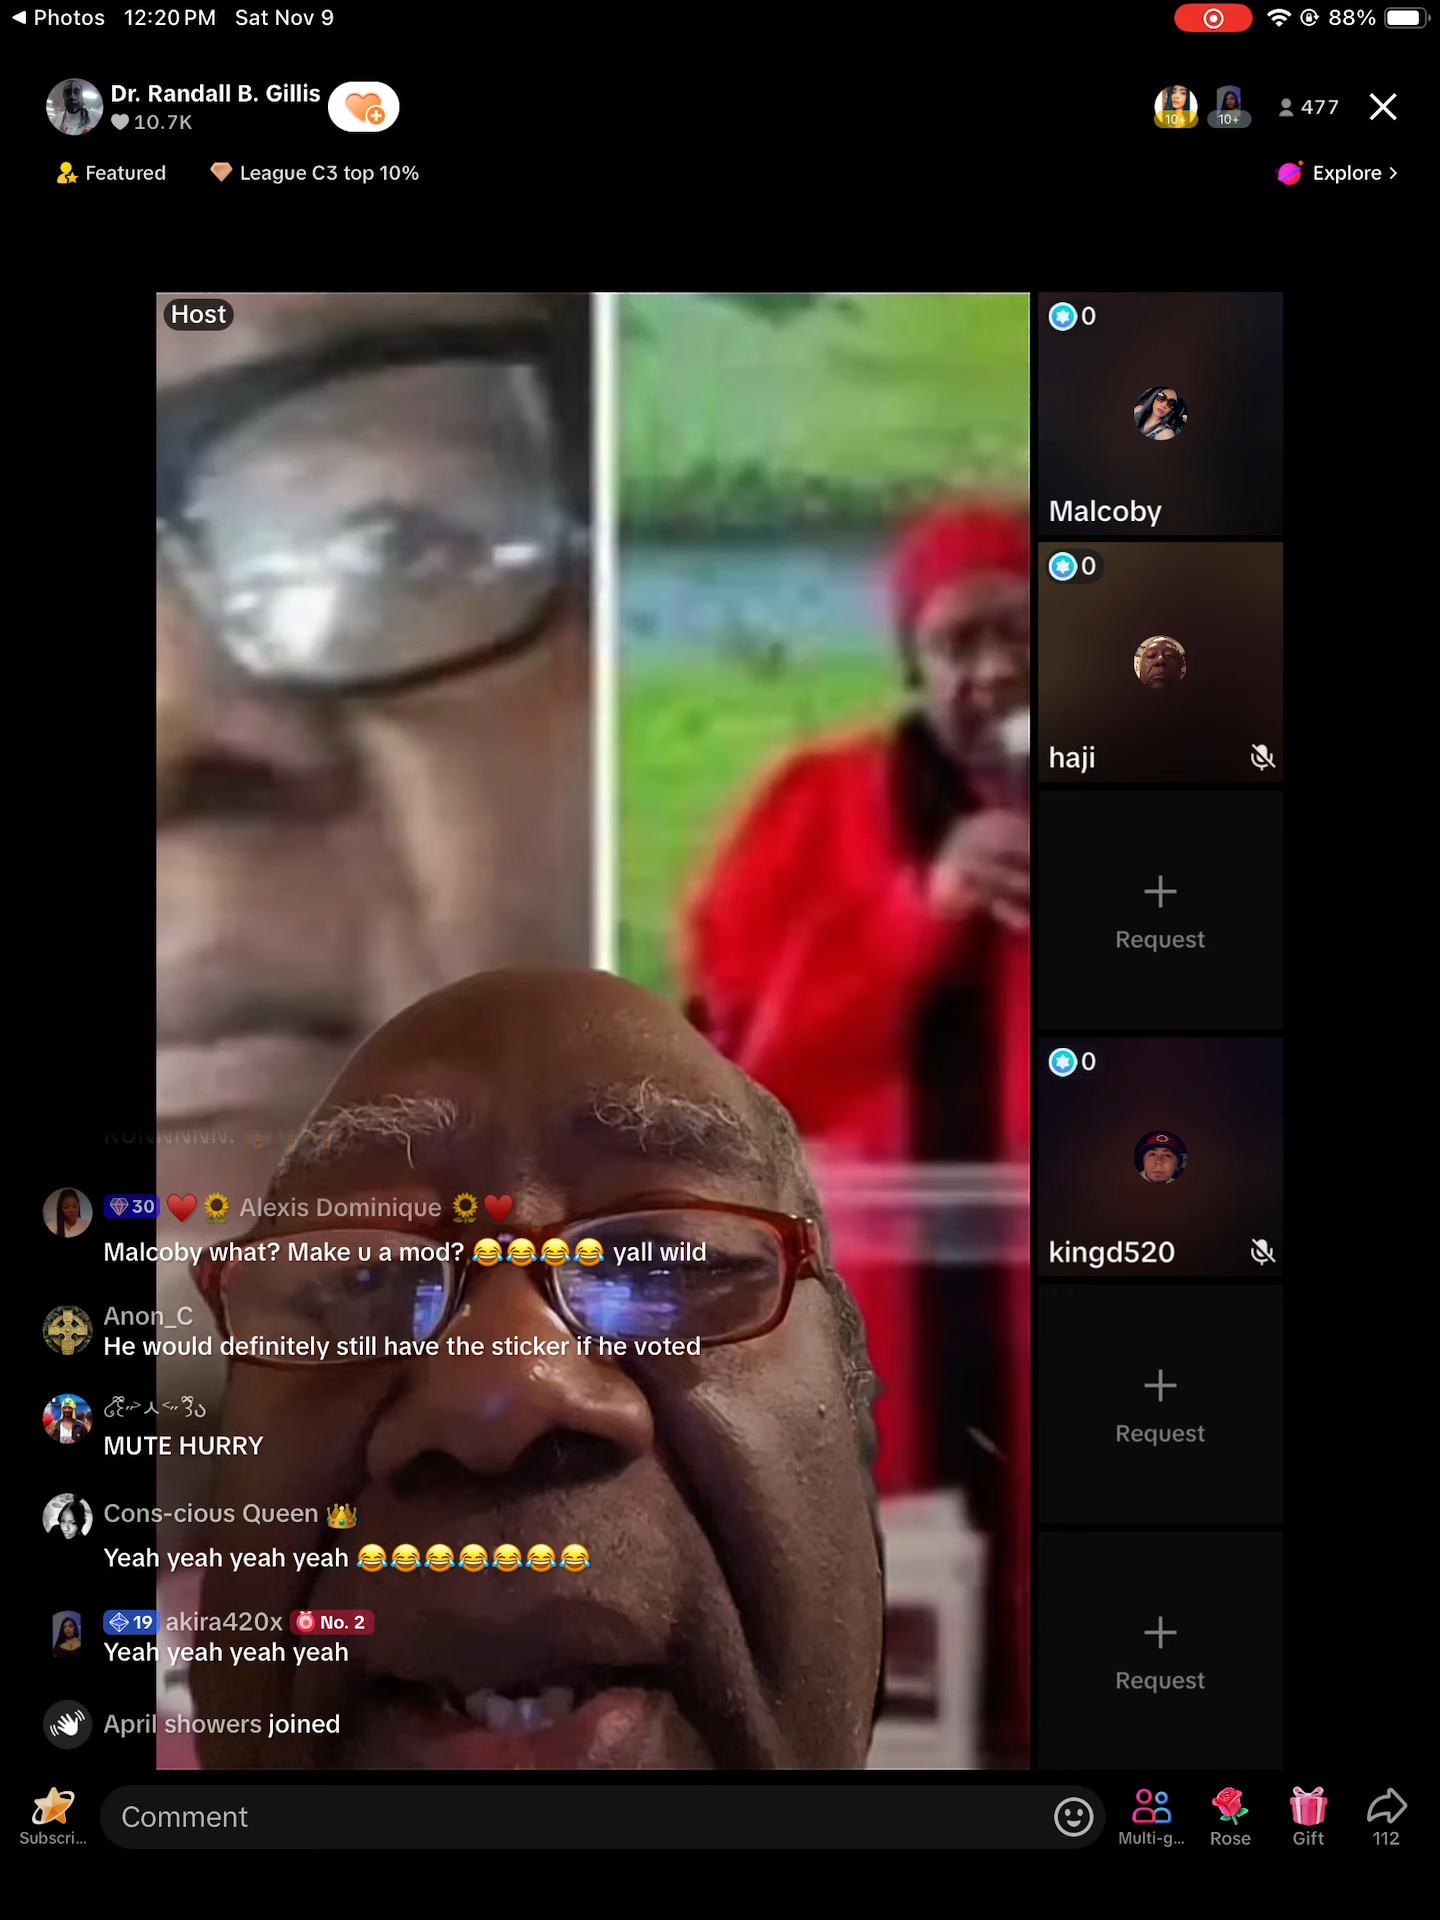 Photos 12:20 PM Sat Nov 9 88%
Dr. Randall B. Gillis
10.7K
10+ 10+ 477
Featured League C3 top 10% Explore >
Host
0
Malcoby
0
haji
+
Request
0
kingd520
+
Request
+
Request
RUNNNNN. 😂😂😂
30 ❤️🌻 Alexis Dominique 🌻❤️
Malcoby what? Make u a mod? 😂😂😂😂 yall wild
Anon_C
He would definitely still have the sticker if he voted
MUTE HURRY
Cons-cious Queen 👑
Yeah yeah yeah yeah 😂😂😂😂😂😂😂
19 akira420x No. 2
Yeah yeah yeah yeah
April showers joined
Subscri... Comment Multi-g... Rose Gift 112